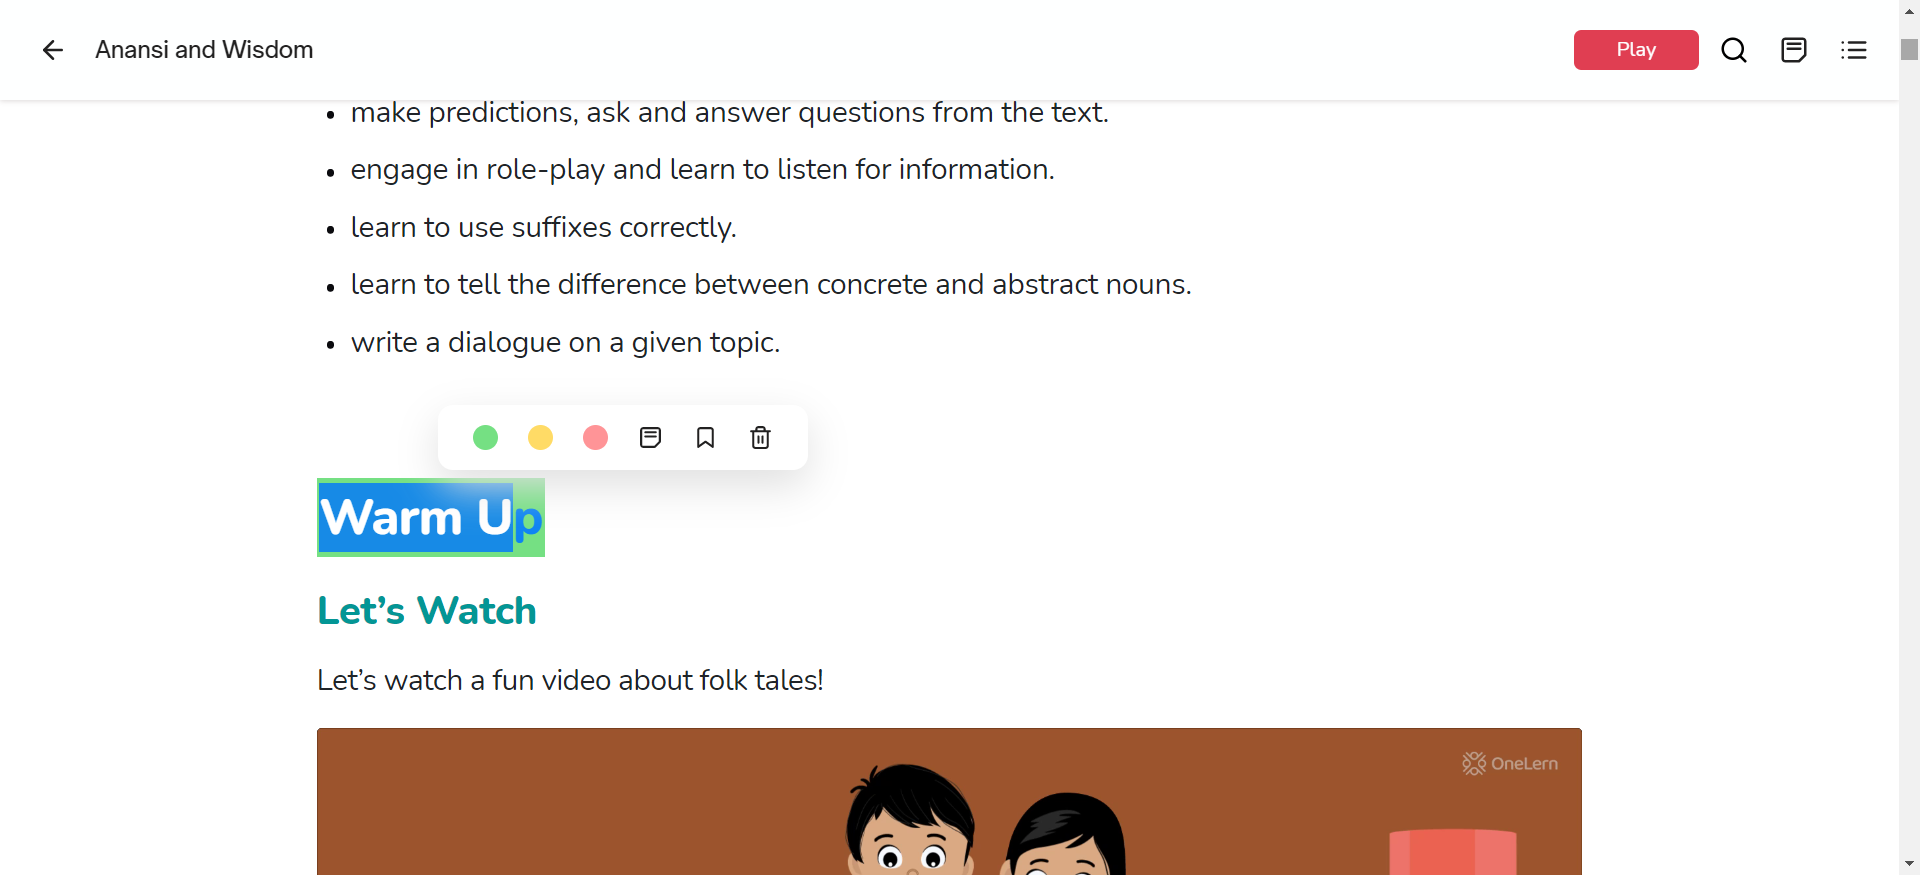 Anansi and Wisdom
Play
make predictions, ask and answer questions from the text.
engage in role-play and learn to listen for information.
learn to use suffixes correctly.
learn to tell the difference between concrete and abstract nouns.
write a dialogue on a given topic.
Warm Up
Let’s Watch
Let’s watch a fun video about folk tales!
OneLern